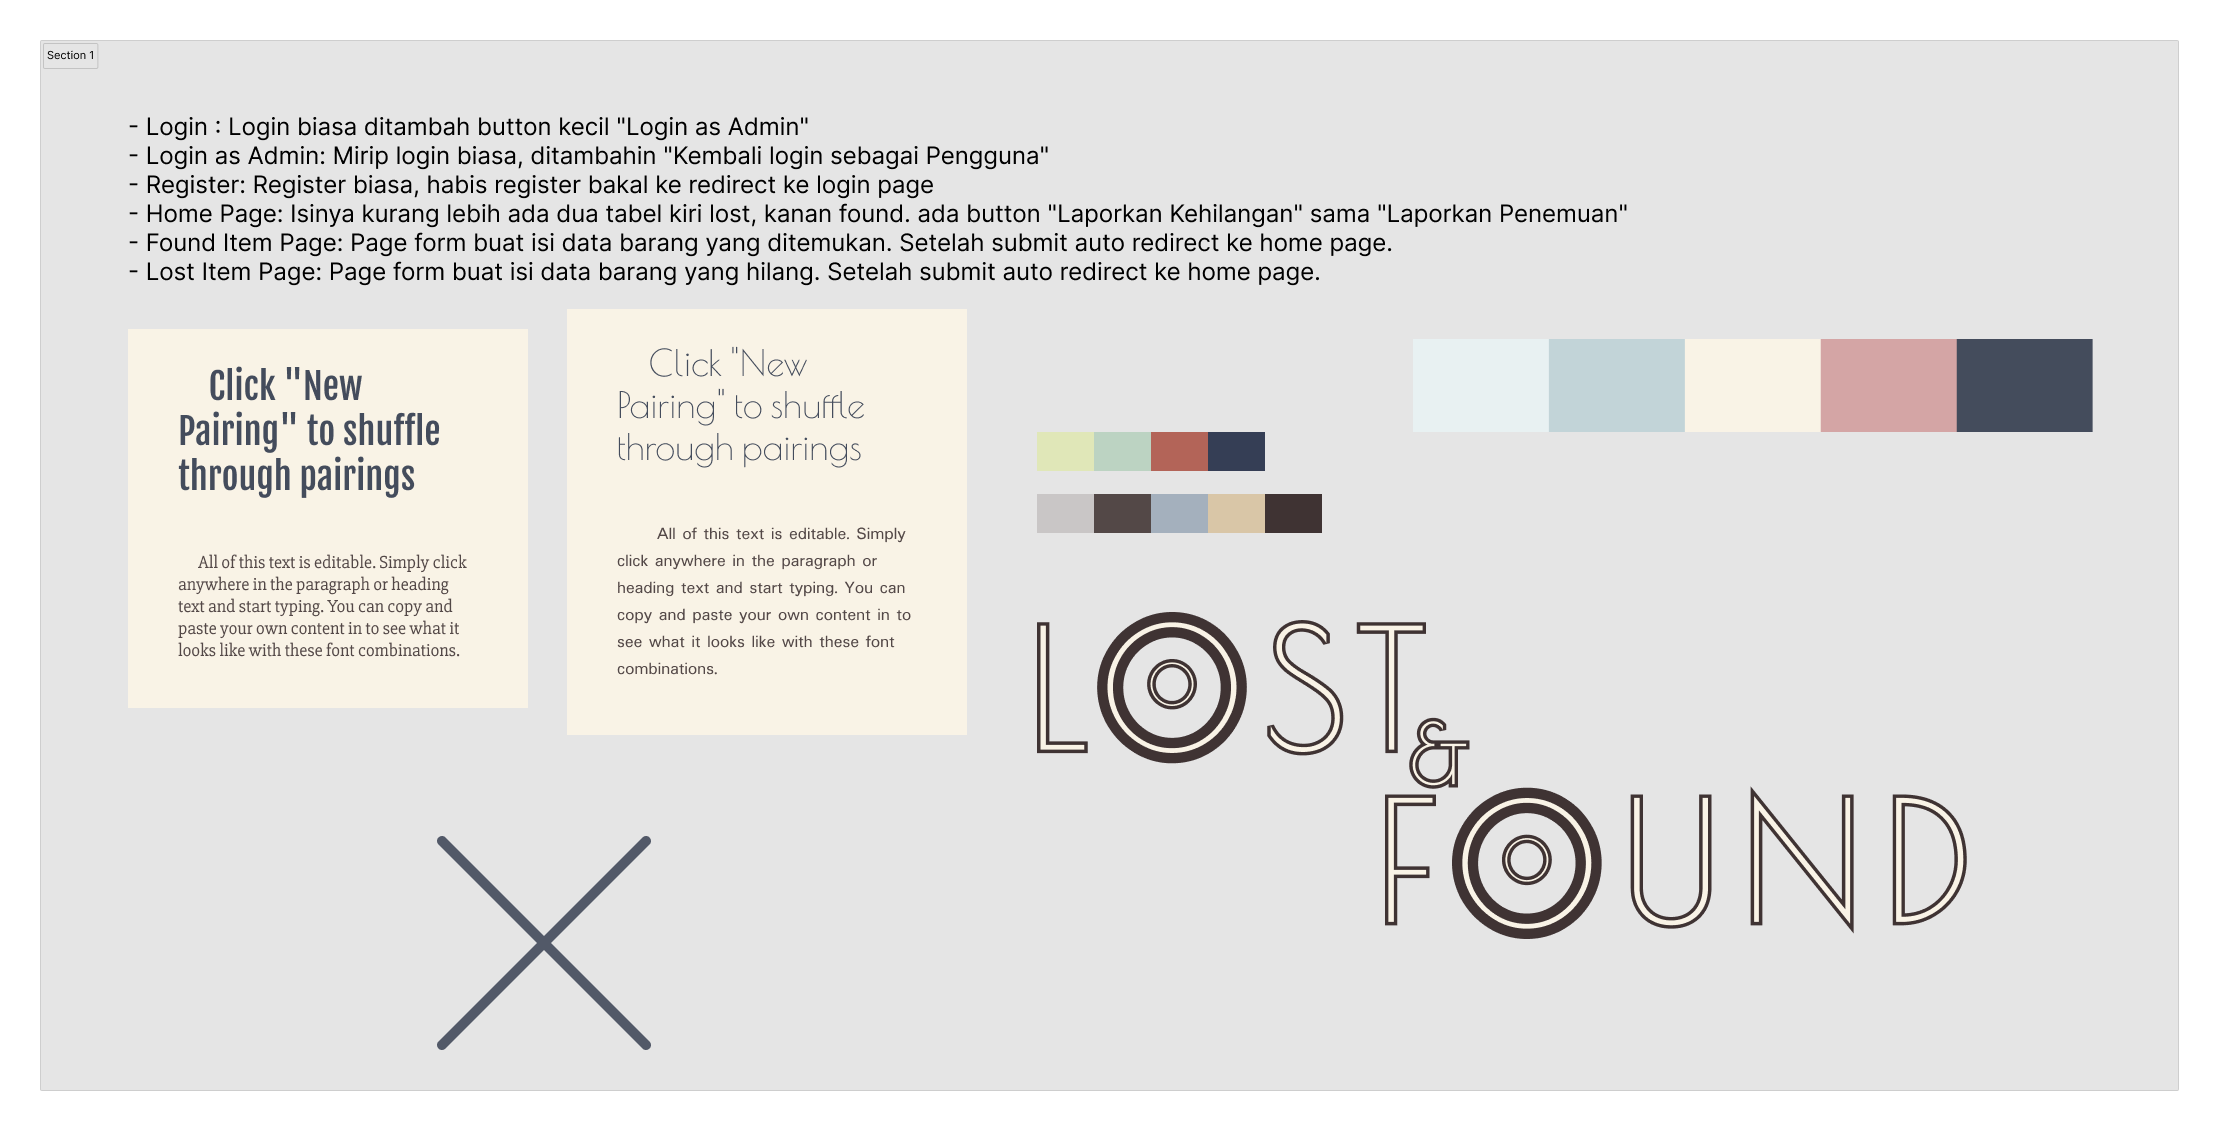 Section 1
- Login : Login biasa ditambah button kecil "Login as Admin"
- Login as Admin: Mirip login biasa, ditambahin "Kembali login sebagai Pengguna"
- Register: Register biasa, habis register bakal ke redirect ke login page
- Home Page: Isinya kurang lebih ada dua tabel kiri lost, kanan found. ada button "Laporkan Kehilangan" sama "Laporkan Penemuan"
- Found Item Page: Page form buat isi data barang yang ditemukan. Setelah submit auto redirect ke home page.
- Lost Item Page: Page form buat isi data barang yang hilang. Setelah submit auto redirect ke home page.
Click "New
Pairing" to shuffle
through pairings
All of this text is editable. Simply click
anywhere in the paragraph or heading
text and start typing. You can copy and
paste your own content in to see what it
looks like with these font combinations.
Click "New
Pairing" to shuffle
through pairings
All of this text is editable. Simply
click anywhere in the paragraph or
heading text and start typing. You can
copy and paste your own content in to
see what it looks like with these font
combinations.
LOST
&
FOUND